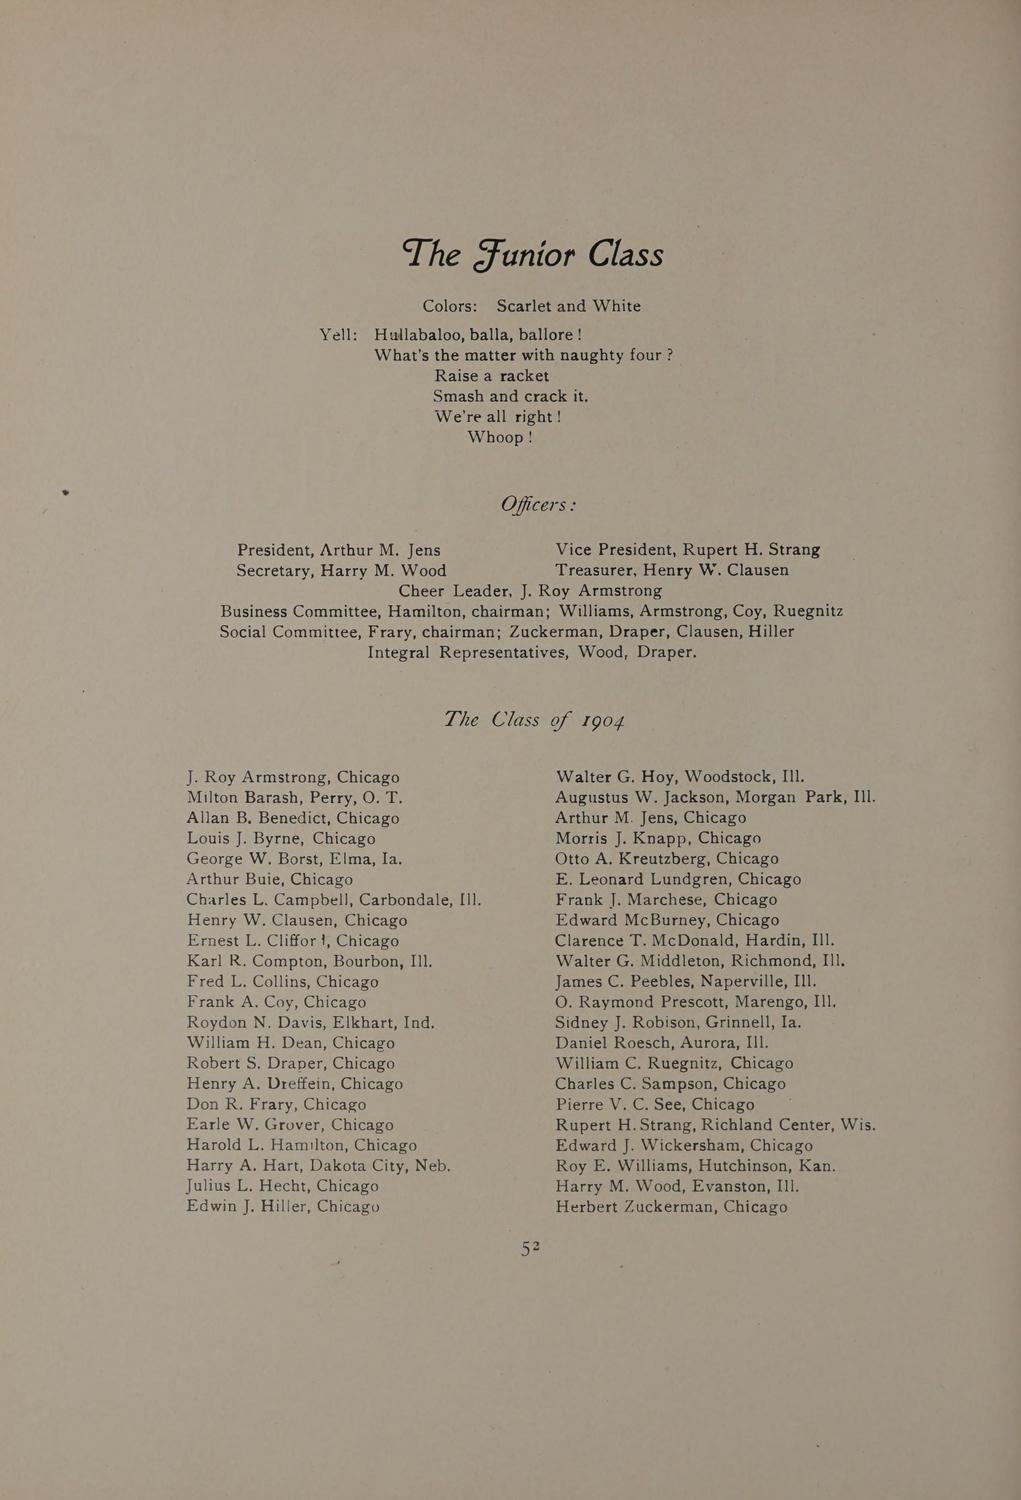 The Junior Class
Colors: Scarlet and White
Yell: Hullabaloo, balla, ballore!
What's the matter with naughty four?
Raise a racket
Smash and crack it.
We're all right!
Whoop!
Officers:
President, Arthur M. Jens
Vice President, Rupert H. Strang
Secretary, Harry M. Wood
Treasurer, Henry W. Clausen
Cheer Leader, J. Roy Armstrong
Business Committee, Hamilton, chairman; Williams, Armstrong, Coy, Ruegnitz
Social Committee, Frary, chairman; Zuckerman, Draper, Clausen, Hiller
Integral Representatives, Wood, Draper.
The Class of 1904
J. Roy Armstrong, Chicago
Milton Barash, Perry, O. T.
Allan B. Benedict, Chicago
Louis J. Byrne, Chicago
George W. Borst, Elma, Ia.
Arthur Buie, Chicago
Charles L. Campbell, Carbondale, Ill.
Henry W. Clausen, Chicago
Ernest L. Clifford, Chicago
Karl R. Compton, Bourbon, Ill.
Fred L. Collins, Chicago
Frank A. Coy, Chicago
Roydon N. Davis, Elkhart, Ind.
William H. Dean, Chicago
Robert S. Draper, Chicago
Henry A. Dreffein, Chicago
Don R. Frary, Chicago
Earle W. Grover, Chicago
Harold L. Hamilton, Chicago
Harry A. Hart, Dakota City, Neb.
Julius L. Hecht, Chicago
Edwin J. Hiller, Chicago
Walter G. Hoy, Woodstock, Ill.
Augustus W. Jackson, Morgan Park, Ill.
Arthur M. Jens, Chicago
Morris J. Knapp, Chicago
Otto A. Kreutzberg, Chicago
E. Leonard Lundgren, Chicago
Frank J. Marchese, Chicago
Edward McBurney, Chicago
Clarence T. McDonald, Hardin, Ill.
Walter G. Middleton, Richmond, Ill.
James C. Peebles, Naperville, Ill.
O. Raymond Prescott, Marengo, Ill.
Sidney J. Robison, Grinnell, Ia.
Daniel Roesch, Aurora, Ill.
William C. Ruegnitz, Chicago
Charles C. Sampson, Chicago
Pierre V. C. See, Chicago
Rupert H. Strang, Richland Center, Wis.
Edward J. Wickersham, Chicago
Roy E. Williams, Hutchinson, Kan.
Harry M. Wood, Evanston, Ill.
Herbert Zuckerman, Chicago
52